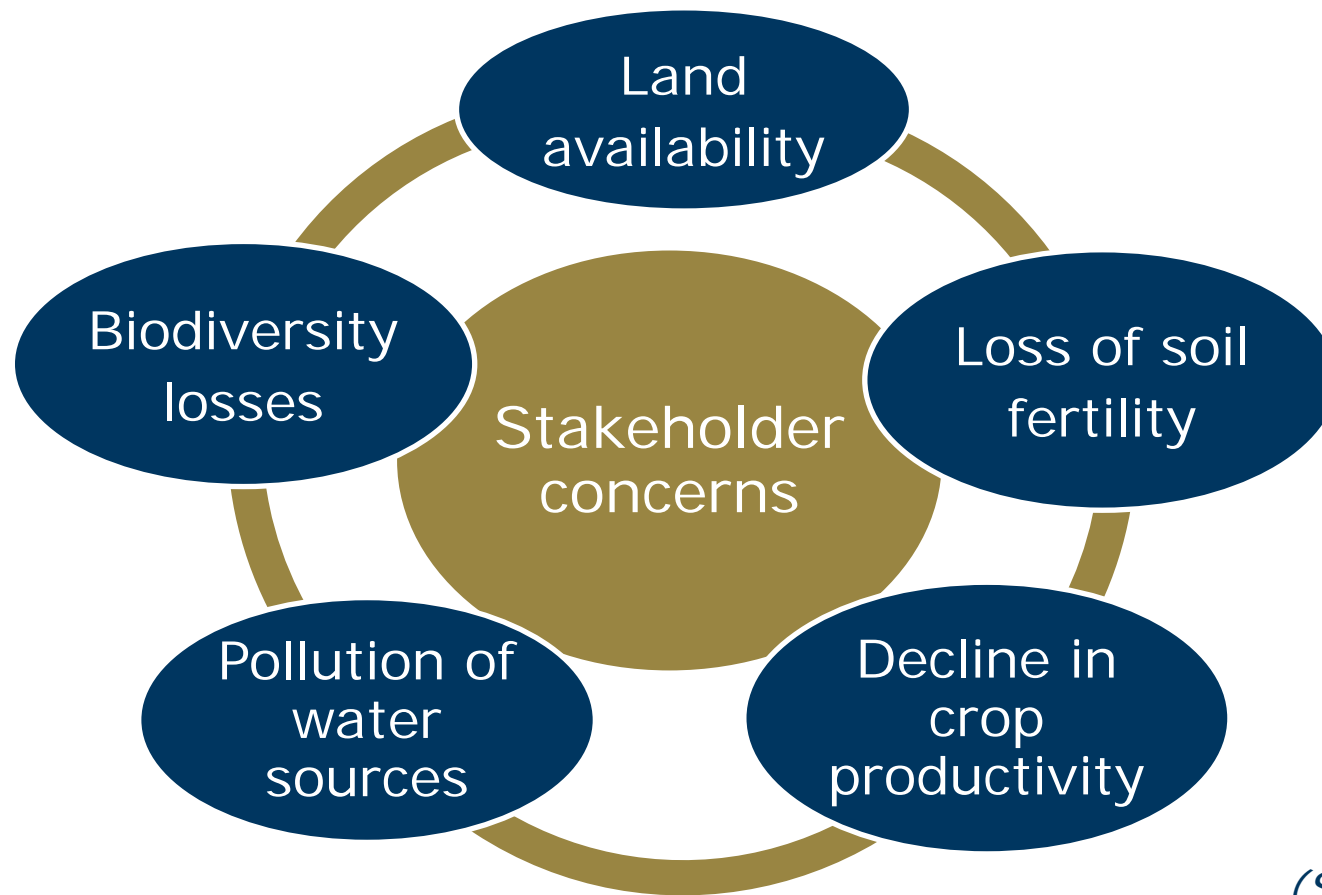 Land
availability
Biodiversity
losses
Loss of soil
fertility
Stakeholder
concerns
Pollution of
water
sources
Decline in
crop
productivity